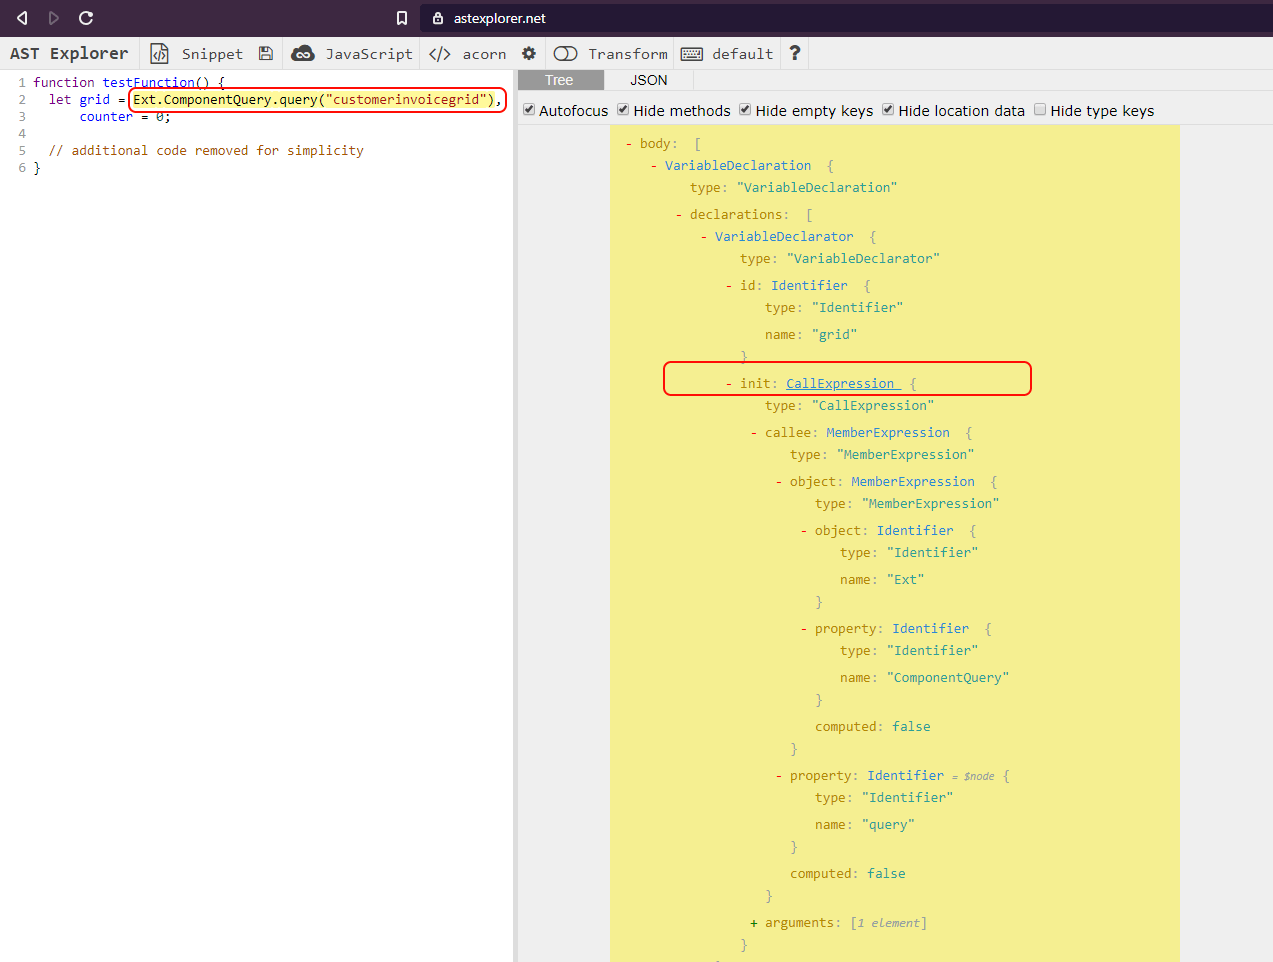 astexplorer.net
AST Explorer Snippet JavaScript </> acorn Transform default ?
1 function testFunction() {
2 let grid = Ext.ComponentQuery.query("customerinvoicegrid"),
3 counter = 0;
4
5 // additional code removed for simplicity
6 }
Tree JSON
Autofocus Hide methods Hide empty keys Hide location data Hide type keys
- body: [
- VariableDeclaration {
type: "VariableDeclaration"
- declarations: [
- VariableDeclarator {
type: "VariableDeclarator"
- id: Identifier {
type: "Identifier"
name: "grid"
}
- init: CallExpression {
type: "CallExpression"
- callee: MemberExpression {
type: "MemberExpression"
- object: MemberExpression {
type: "MemberExpression"
- object: Identifier {
type: "Identifier"
name: "Ext"
}
- property: Identifier {
type: "Identifier"
name: "ComponentQuery"
}
computed: false
}
- property: Identifier = $node {
type: "Identifier"
name: "query"
}
computed: false
}
+ arguments: [1 element]
}